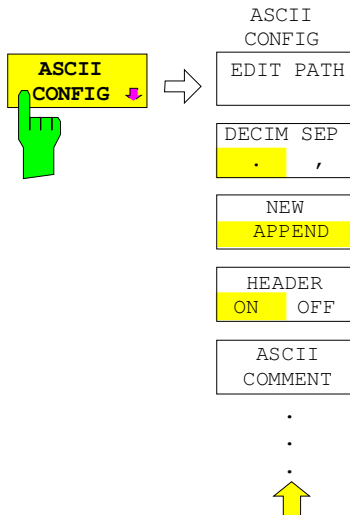 ASCII
CONFIG
ASCII
CONFIG
EDIT PATH
DECIM SEP
. ,
NEW
APPEND
HEADER
ON OFF
ASCII
COMMENT
.
.
.